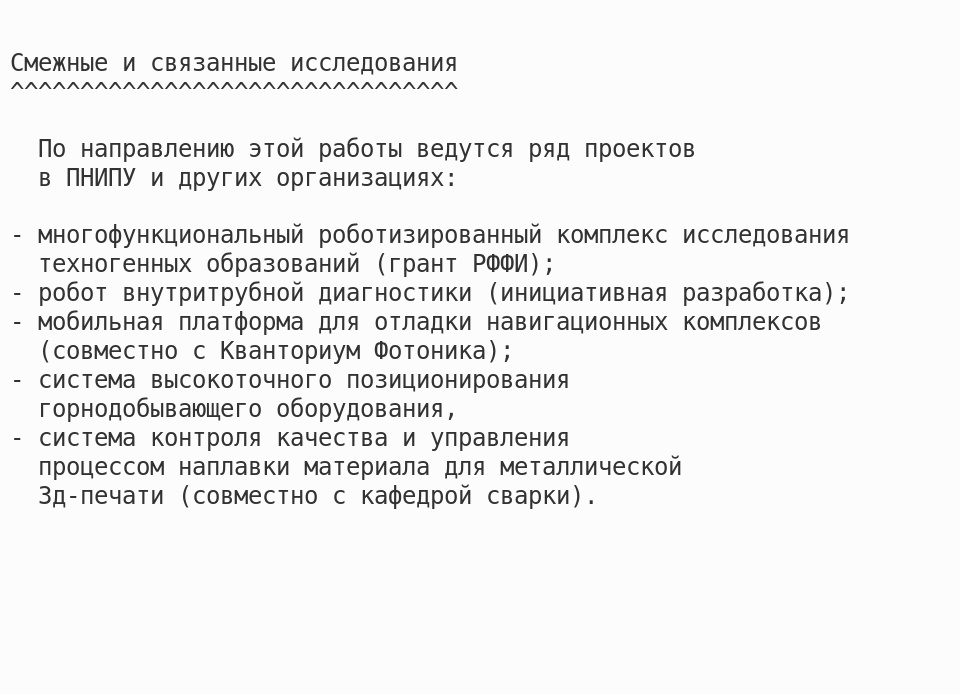 Смежные и связанные исследования
^^^^^^^^^^^^^^^^^^^^^^^^^^^^^^^^
По направлению этой работы ведутся ряд проектов
в ПНИПУ и других организациях:
- многофункциональный роботизированный комплекс исследования
техногенных образований (грант РФФИ);
- робот внутритрубной диагностики (инициативная разработка);
- мобильная платформа для отладки навигационных комплексов
(совместно с Кванториум Фотоника);
- система высокоточного позиционирования
горнодобывающего оборудования,
- система контроля качества и управления
процессом наплавки материала для металлической
3д-печати (совместно с кафедрой сварки).